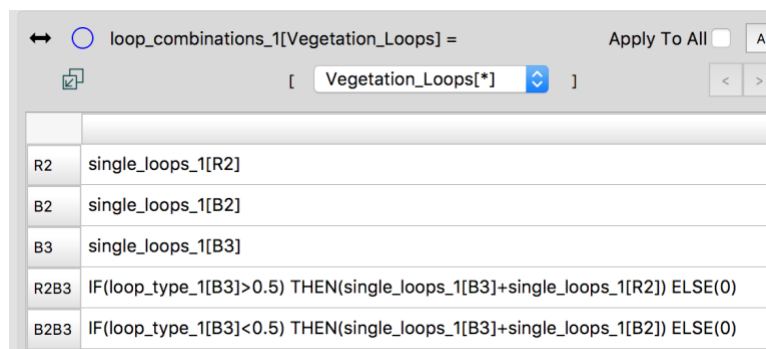 loop_combinations_1[Vegetation_Loops] = Apply To All A
[ Vegetation_Loops[*] ] < >
R2 single_loops_1[R2]
B2 single_loops_1[B2]
B3 single_loops_1[B3]
R2B3 IF(loop_type_1[B3]>0.5) THEN(single_loops_1[B3]+single_loops_1[R2]) ELSE(0)
B2B3 IF(loop_type_1[B3]<0.5) THEN(single_loops_1[B3]+single_loops_1[B2]) ELSE(0)